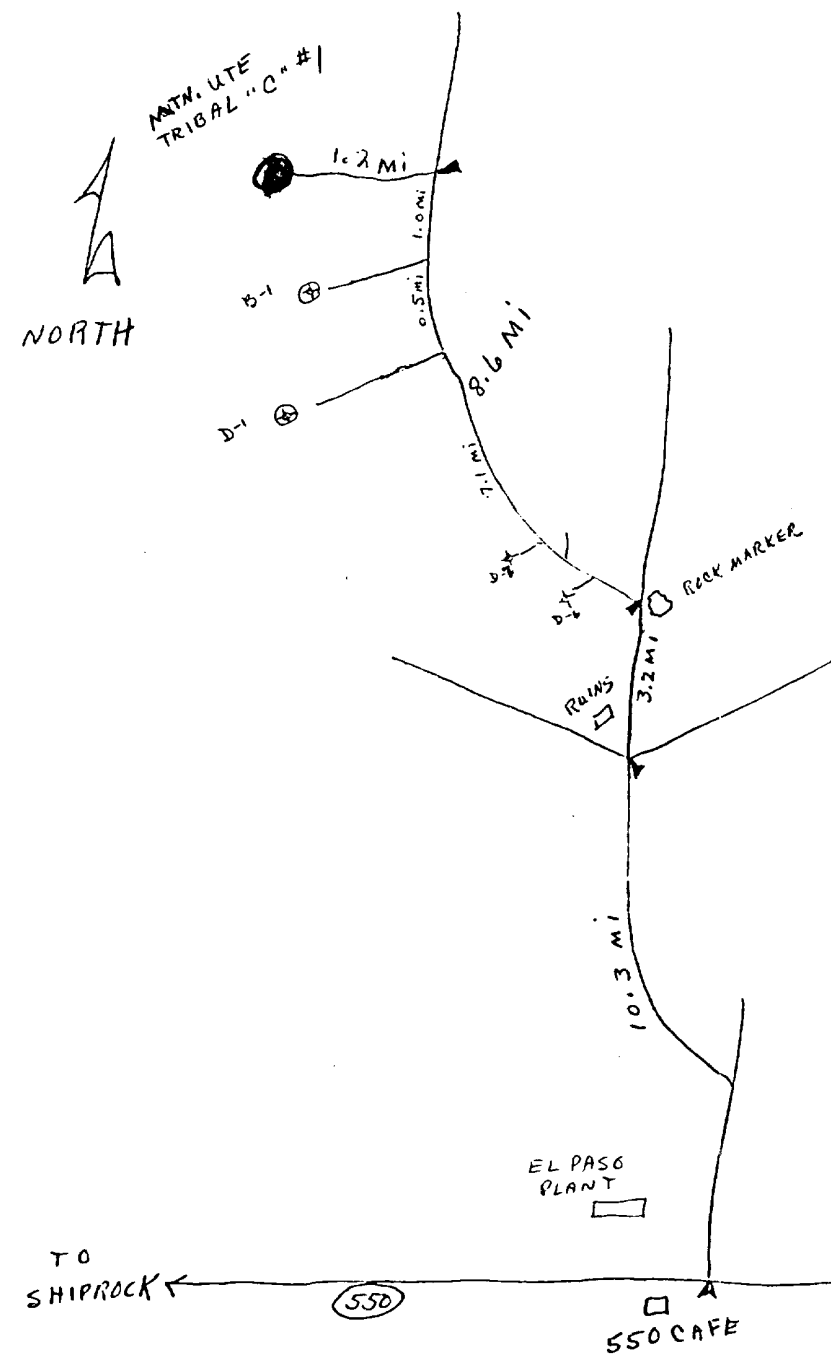 MTN. UTE
TRIBAL "C" #1
1.2 Mi
1.0 mi
B-1
0.5 mi
NORTH
8.6 Mi
D-1
7.1 mi
D-6
ROCK MARKER
3.2 MI
RUINS
10.3 Mi
EL PASO
PLANT
TO
SHIPROCK
550
550 CAFE